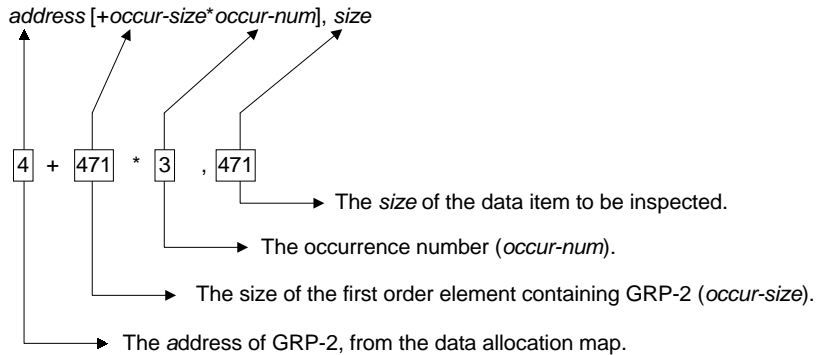 address [+occur-size*occur-num], size
4 + 471 * 3 , 471
The size of the data item to be inspected.
The occurrence number (occur-num).
The size of the first order element containing GRP-2 (occur-size).
The address of GRP-2, from the data allocation map.